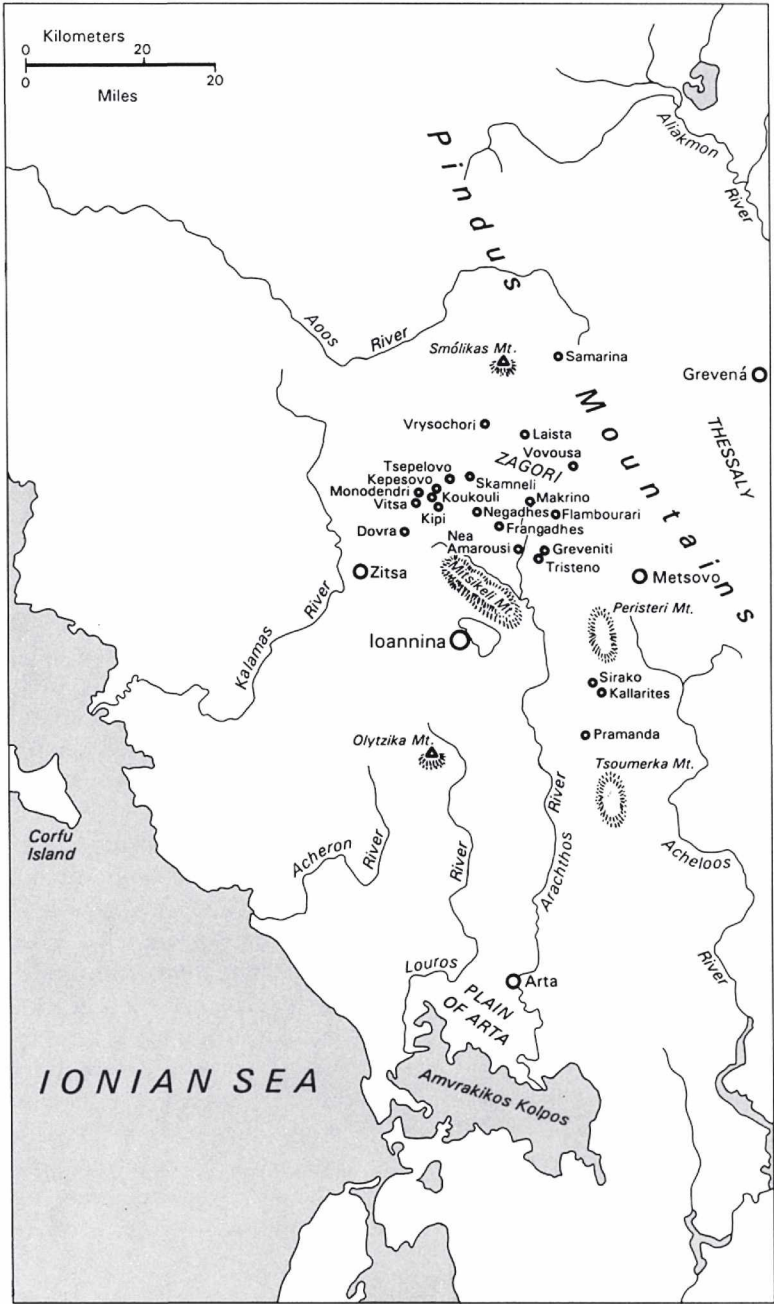 Kilometers
0 20
0 20
Miles
Pindus
Aliakmon
River
Aoos
River
Smólikas Mt.
Samarina
Grevená
Mountains
THESSALY
Vrysochori
Laista
Vovousa
ZAGORI
Tsepelovo
Skamneli
Kepesovo
Monodendri
Koukouli
Makrino
Vitsa
Kipi
Negadhes
Flambourari
Frangadhes
Dovra
Nea
Amarousi
Greveniti
Tristeno
Zitsa
Mitsikeli Mt.
Metsovo
Kalamas
River
Peristeri Mt.
Ioannina
Sirako
Kallarites
Pramanda
Olytzika Mt.
Tsoumerka Mt.
Corfu
Island
Acheron
River
River
Arachthos
River
Acheloos
River
Louros
Arta
PLAIN
OF ARTA
IONIAN SEA
Amvrakikos Kolpos